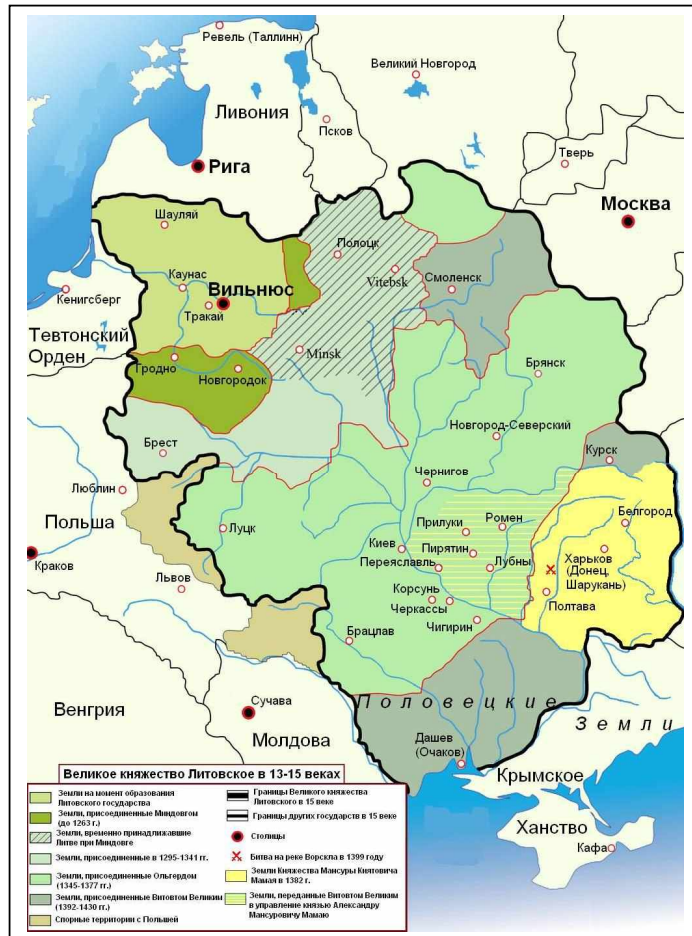 Ревель (Таллинн)
Великий Новгород
Ливония
Псков
Рига
Тверь
Москва
Шауляй
Полоцк
Каунас
Вильнюс
Vitebsk
Смоленск
Кенигсберг
Тракай
Тевтонский
Орден
Minsk
Гродно
Новгородок
Брянск
Новгород-Северский
Брест
Курск
Люблин
Чернигов
Польша
Луцк
Прилуки
Ромен
Белгород
Киев
Пирятин
Харьков
(Донец,
Шарукань)
Краков
Переяславль
Лубны
Львов
Корсунь
Полтава
Черкассы
Чигирин
Брацлав
Половецкие
Земли
Венгрия
Сучава
Молдова
Дашев
(Очаков)
Крымское
Ханство
Кафа
Великое княжество Литовское в 13-15 веках
Земли на момент образования
Литовского государства
Земли, присоединенные Миндовгом
(до 1263 г.)
Земли, временно принадлежавшие
Литве при Миндовге
Земли, присоединенные в 1295-1341 гг.
Земли, присоединенные Ольгердом
(1345-1377 гг.)
Земли, присоединенные Витовтом Великим
(1392-1430 гг.)
Спорные территории с Польшей
Границы Великого княжества
Литовского в 15 веке
Границы других государств в 15 веке
Столицы
Битва на реке Ворскла в 1399 году
Земли Княжества Мансуры Киятовича
Мамая в 1382 г.
Земли, переданные Витовтом Великим
в управление князью Александру
Мансуровичу Мамаю